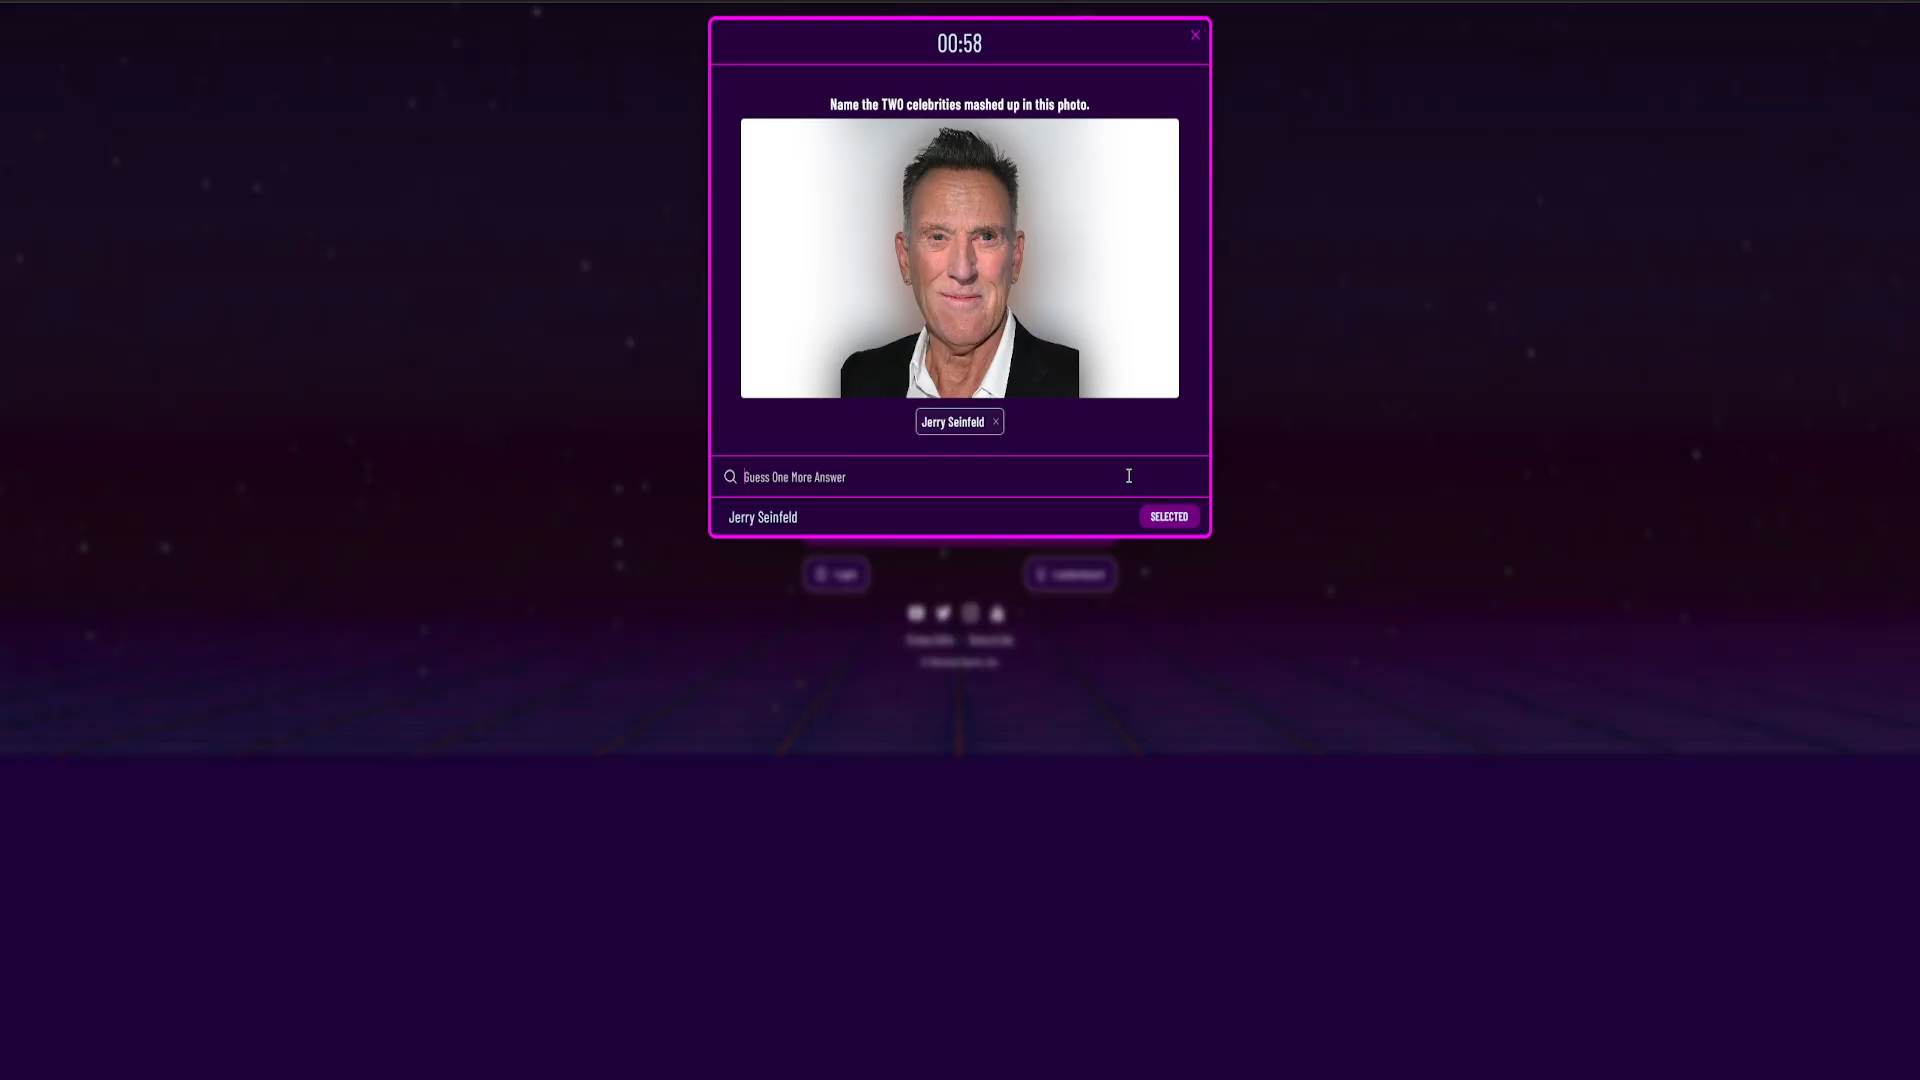 00:58
Name the TWO celebrities mashed up in this photo.
Jerry Seinfeld ×
Guess One More Answer
Jerry Seinfeld
SELECTED